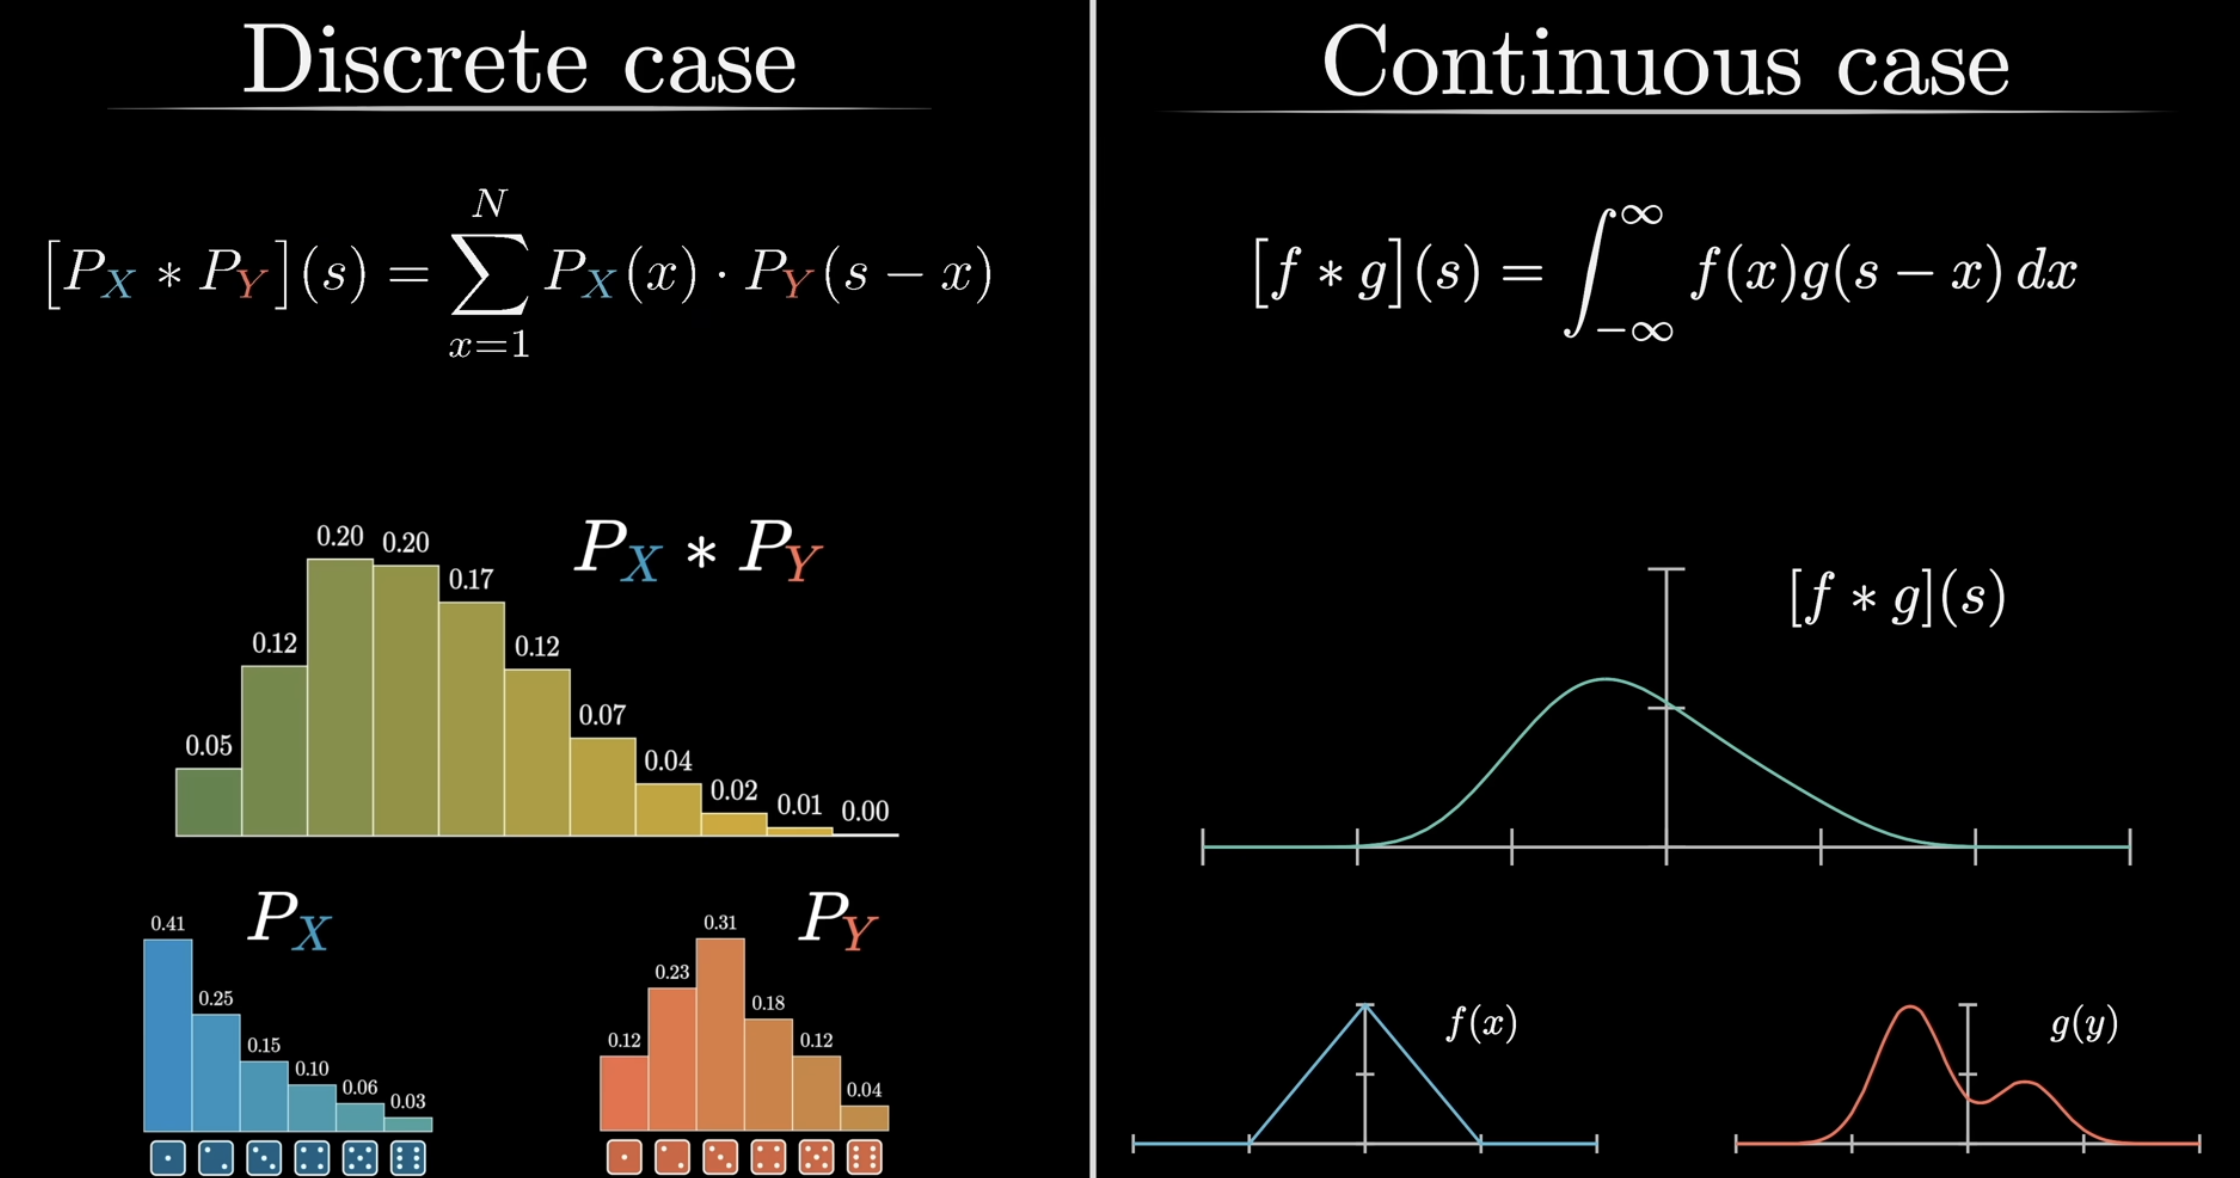 Discrete case
[P_X * P_Y](s) = \sum_{x=1}^{N} P_X(x) · P_Y(s − x)
P_X * P_Y
0.05 0.12 0.20 0.20 0.17 0.12 0.07 0.04 0.02 0.01 0.00
P_X
0.41 0.25 0.15 0.10 0.06 0.03
P_Y
0.12 0.23 0.31 0.18 0.12 0.04
Continuous case
[f * g](s) = \int_{-∞}^{∞} f(x)g(s − x) dx
[f * g](s)
f(x)
g(y)